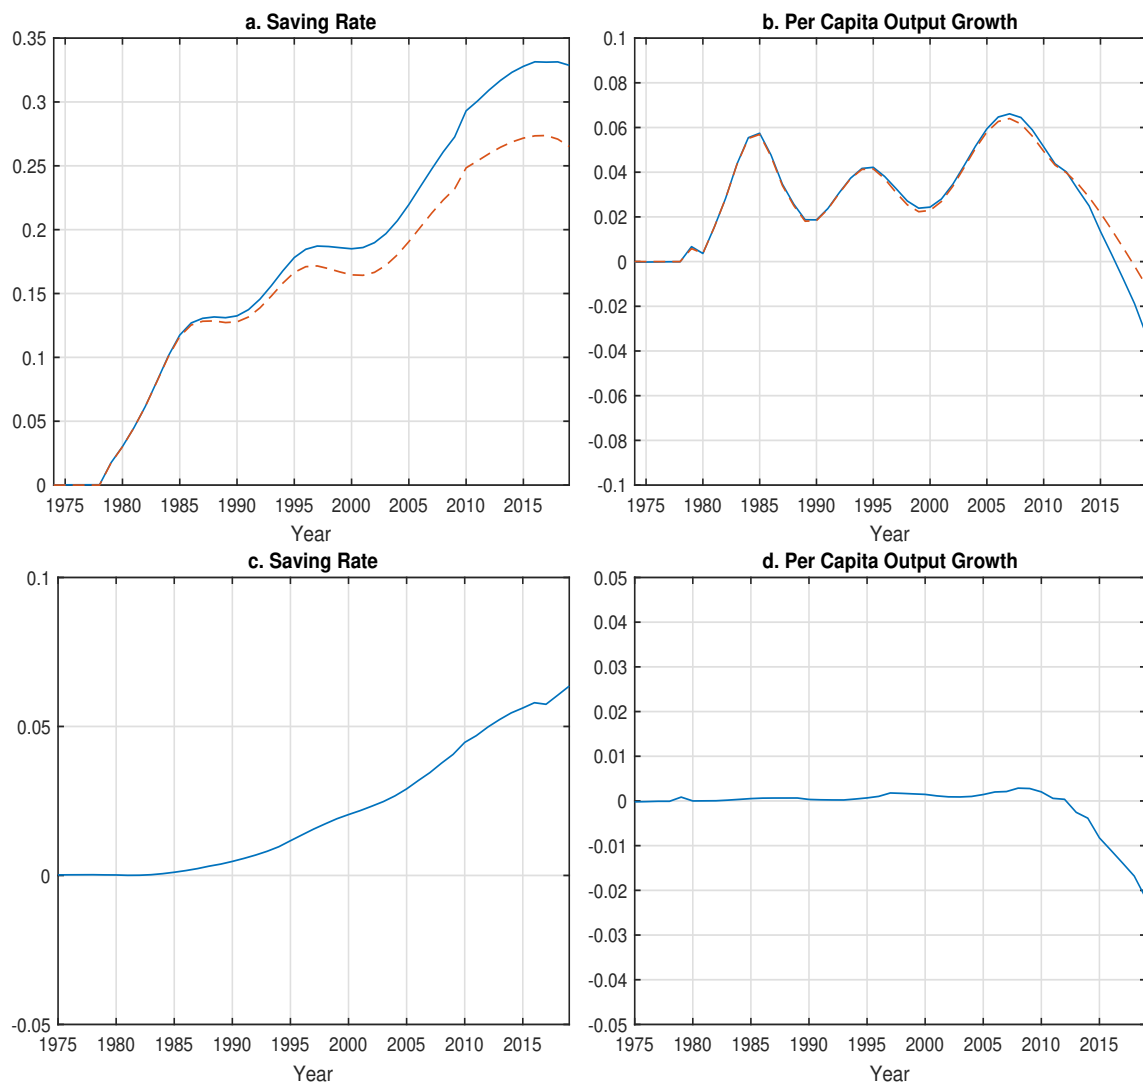 a. Saving Rate
0.35
0.3
0.25
0.2
0.15
0.1
0.05
0
1975 1980 1985 1990 1995 2000 2005 2010 2015
Year
b. Per Capita Output Growth
0.1
0.08
0.06
0.04
0.02
0
-0.02
-0.04
-0.06
-0.08
-0.1
1975 1980 1985 1990 1995 2000 2005 2010 2015
Year
c. Saving Rate
0.1
0.05
0
-0.05
1975 1980 1985 1990 1995 2000 2005 2010 2015
Year
d. Per Capita Output Growth
0.05
0.04
0.03
0.02
0.01
0
-0.01
-0.02
-0.03
-0.04
-0.05
1975 1980 1985 1990 1995 2000 2005 2010 2015
Year